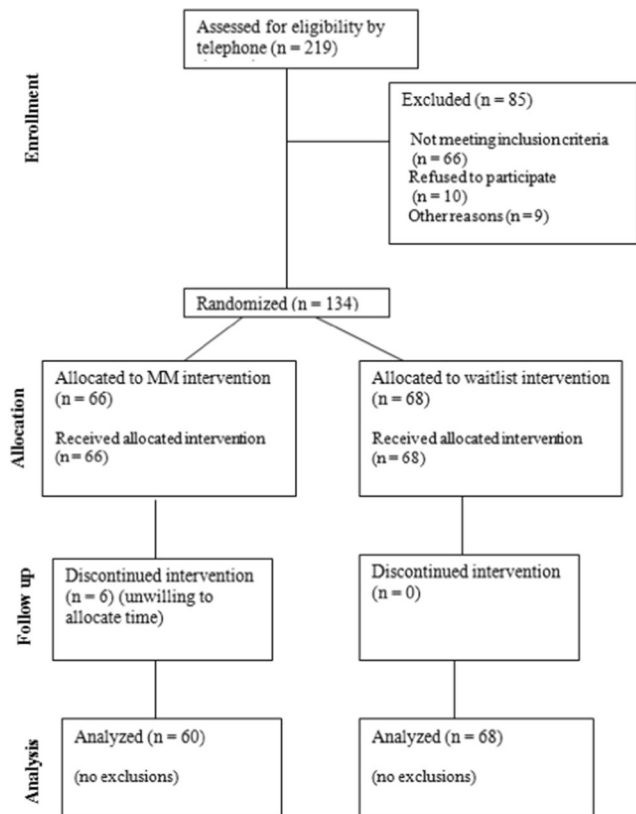 Assessed for eligibility by
telephone (n = 219)
Enrollment
Excluded (n = 85)
Not meeting inclusion criteria
(n = 66)
Refused to participate
(n = 10)
Other reasons (n = 9)
Randomized (n = 134)
Allocation
Allocated to MM intervention
(n = 66)
Received allocated intervention
(n = 66)
Allocated to waitlist intervention
(n = 68)
Received allocated intervention
(n = 68)
Follow up
Discontinued intervention
(n = 6) (unwilling to
allocate time)
Discontinued intervention
(n = 0)
Analysis
Analyzed (n = 60)
(no exclusions)
Analyzed (n = 68)
(no exclusions)